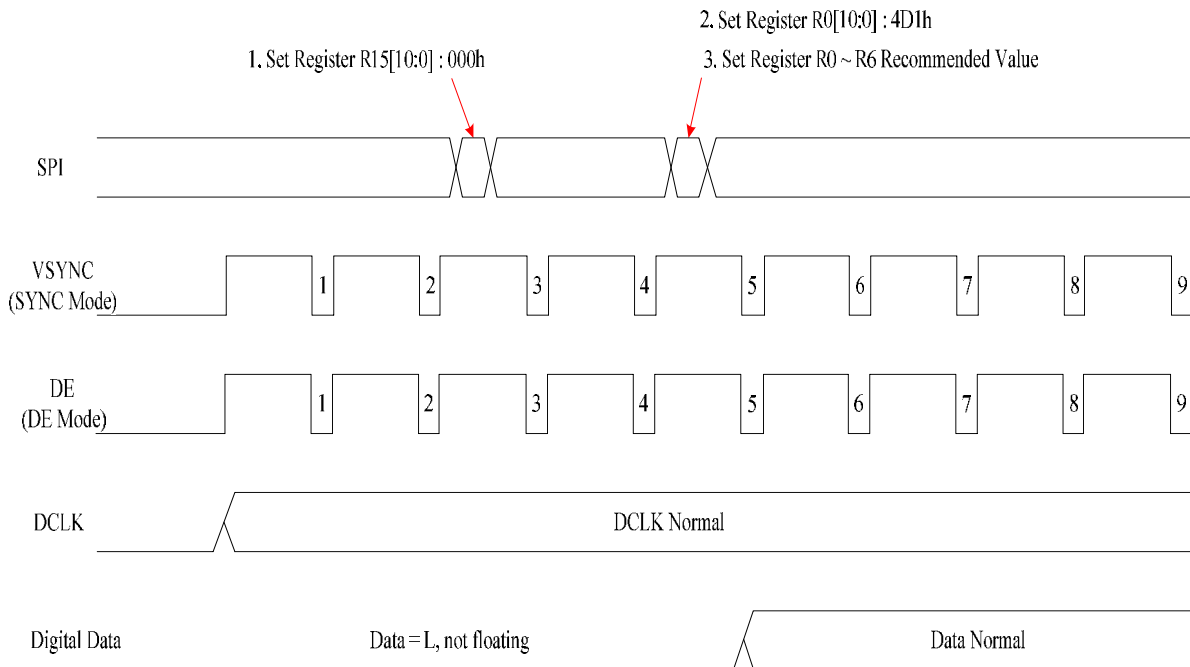 2. Set Register R0[10:0] : 4D1h
1. Set Register R15[10:0] : 000h
3. Set Register R0 ~ R6 Recommended Value
SPI
VSYNC
(SYNC Mode)
1 2 3 4 5 6 7 8 9
DE
(DE Mode)
1 2 3 4 5 6 7 8 9
DCLK
DCLK Normal
Digital Data
Data = L, not floating
Data Normal